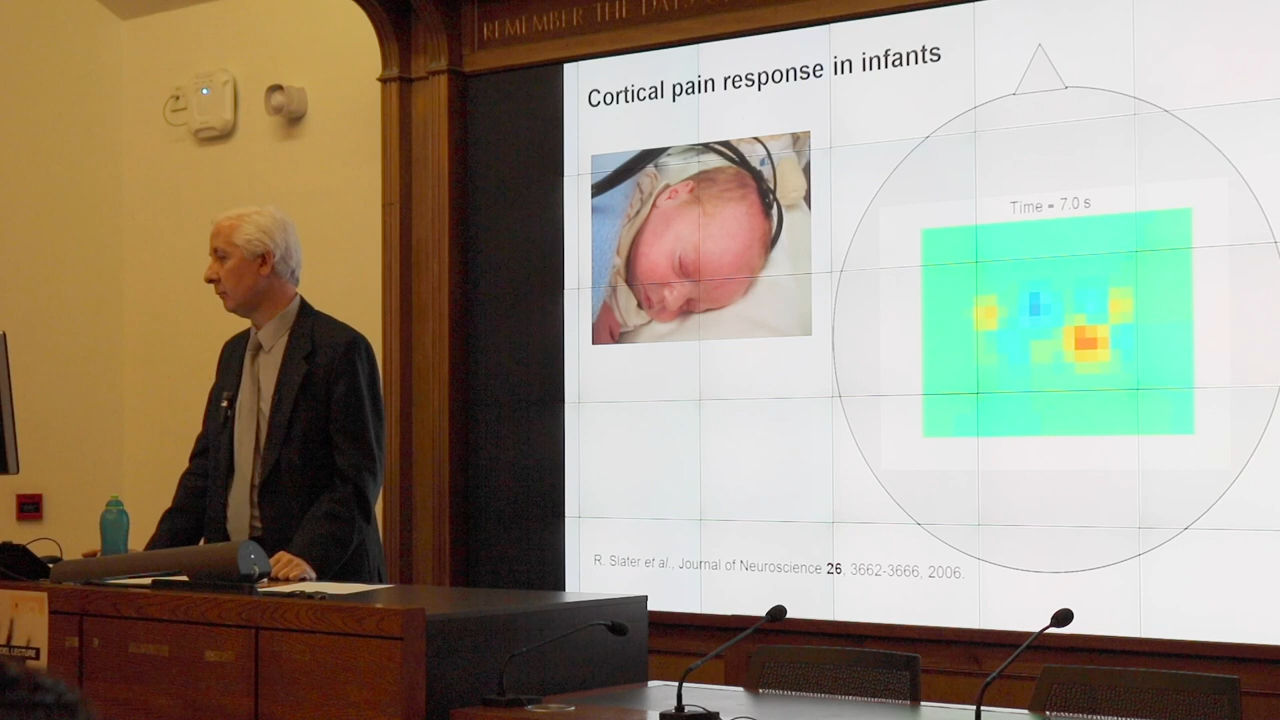 REMEMBER THE DAYS O
Cortical pain response in infants
Time = 7.0 s
R. Slater et al., Journal of Neuroscience 26, 3662-3666, 2006.
LECTURE